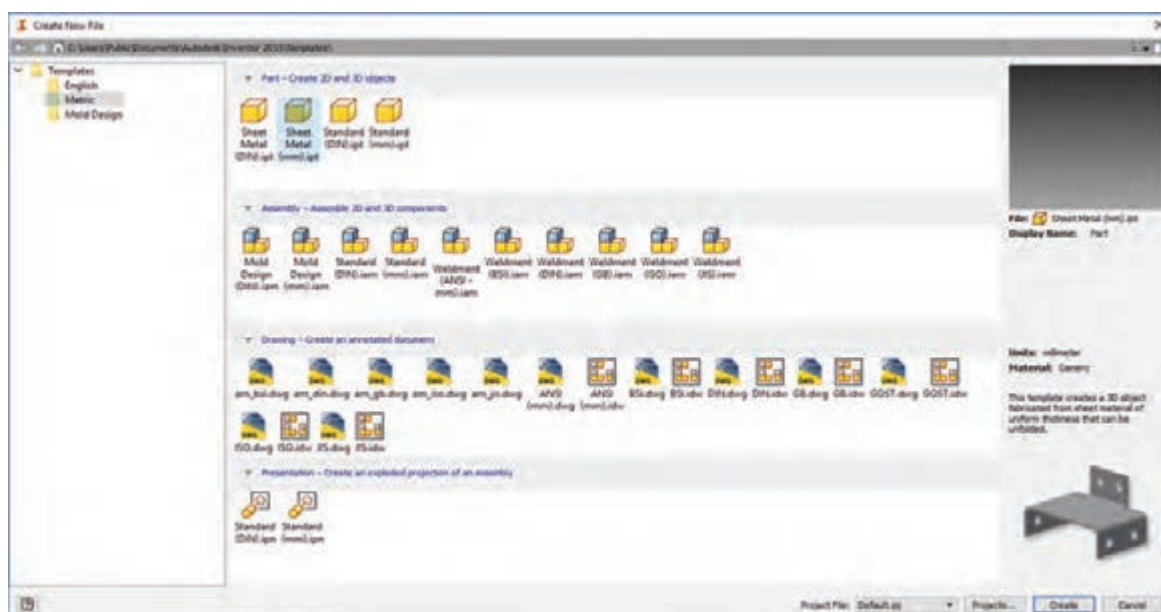 Create New File
C:\Users\Public\Documents\Autodesk\Inventor 2015\Templates\
Templates
English
Metric
Mold Design
Part – Create 2D and 3D objects
Sheet Metal (DIN).ipt
Sheet Metal (mm).ipt
Standard (DIN).ipt
Standard (mm).ipt
Assembly – Assemble 2D and 3D components
Mold Design (DIN).iam
Mold Design (mm).iam
Standard (DIN).iam
Standard (mm).iam
Weldment (ANSI - mm).iam
Weldment (BSI).iam
Weldment (DIN).iam
Weldment (GB).iam
Weldment (ISO).iam
Weldment (JIS).iam
Drawing – Create an annotated document
am_bsi.dwg
am_din.dwg
am_gb.dwg
am_iso.dwg
am_jis.dwg
ANSI (mm).dwg
ANSI (mm).idw
BSI.dwg
BSI.idw
DIN.dwg
DIN.idw
GB.dwg
GB.idw
GOST.dwg
GOST.idw
ISO.dwg
ISO.idw
JIS.dwg
JIS.idw
Presentation – Create an exploded projection of an assembly
Standard (DIN).ipn
Standard (mm).ipn
File: Sheet Metal (mm).ipt
Display Name: Part
Units: millimeter
Material: Generic
This template creates a 3D object
fabricated from sheet material of
uniform thickness that can be
unfolded.
Project File: Default.ipj
Projects...
Create
Cancel